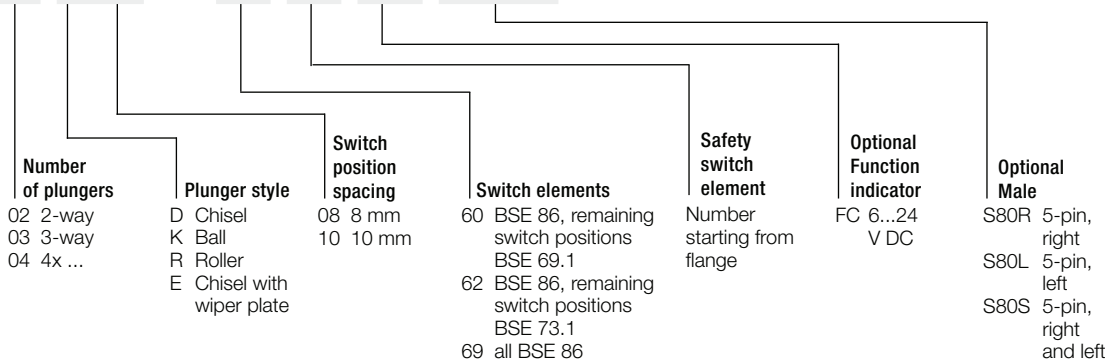 Number
of plungers
02 2-way
03 3-way
04 4x ...
Plunger style
D Chisel
K Ball
R Roller
E Chisel with
wiper plate
Switch
position
spacing
08 8 mm
10 10 mm
Switch elements
60 BSE 86, remaining
switch positions
BSE 69.1
62 BSE 86, remaining
switch positions
BSE 73.1
69 all BSE 86
Safety
switch
element
Number
starting from
flange
Optional
Function
indicator
FC 6...24
V DC
Optional
Male
S80R 5-pin,
right
S80L 5-pin,
left
S80S 5-pin,
right
and left